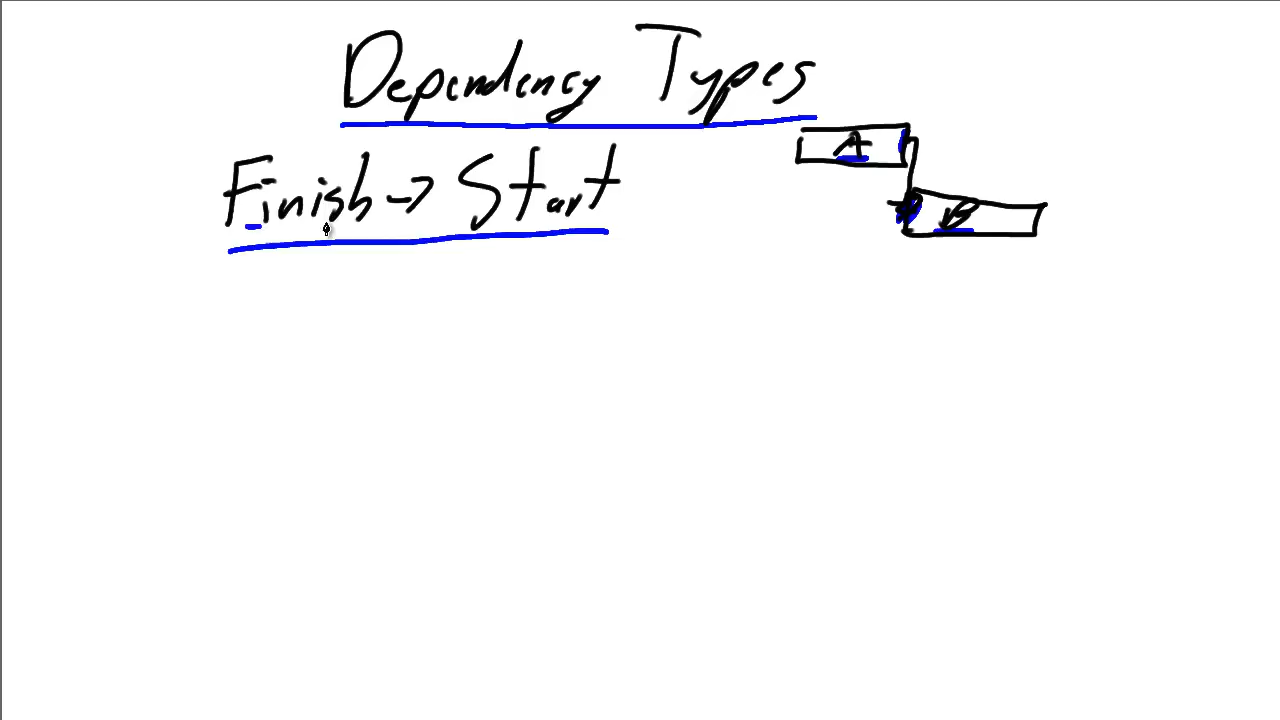 Dependency Types
Finish → Start
A
B